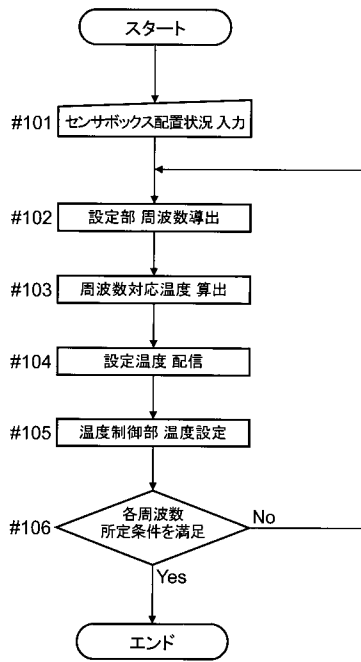 スタート
#101 センサボックス配置状況 入力
#102 設定部 周波数導出
#103 周波数対応温度 算出
#104 設定温度 配信
#105 温度制御部 温度設定
#106 各周波数
所定条件を満足
No
Yes
エンド